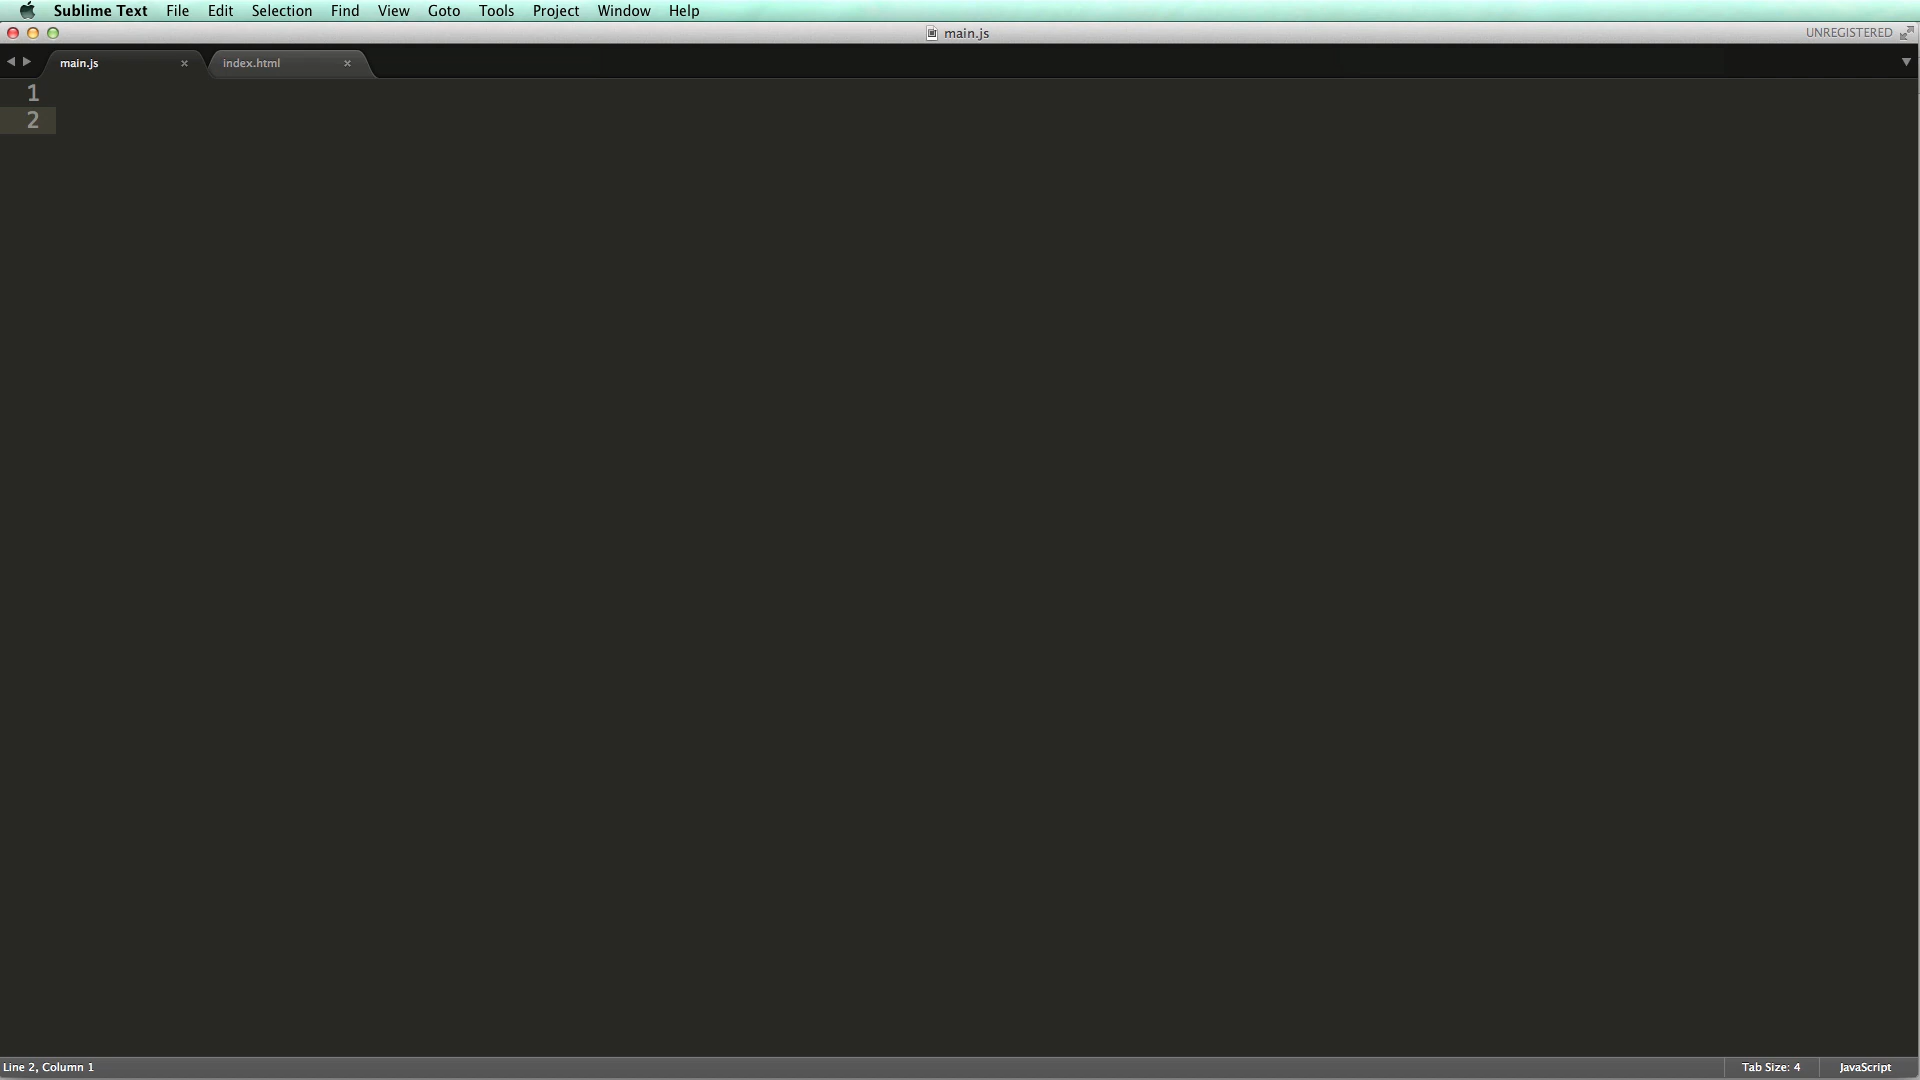 Sublime Text File Edit Selection Find View Goto Tools Project Window Help
main.js UNREGISTERED
main.js × index.html ×
1
2
Line 2, Column 1 Tab Size: 4 JavaScript